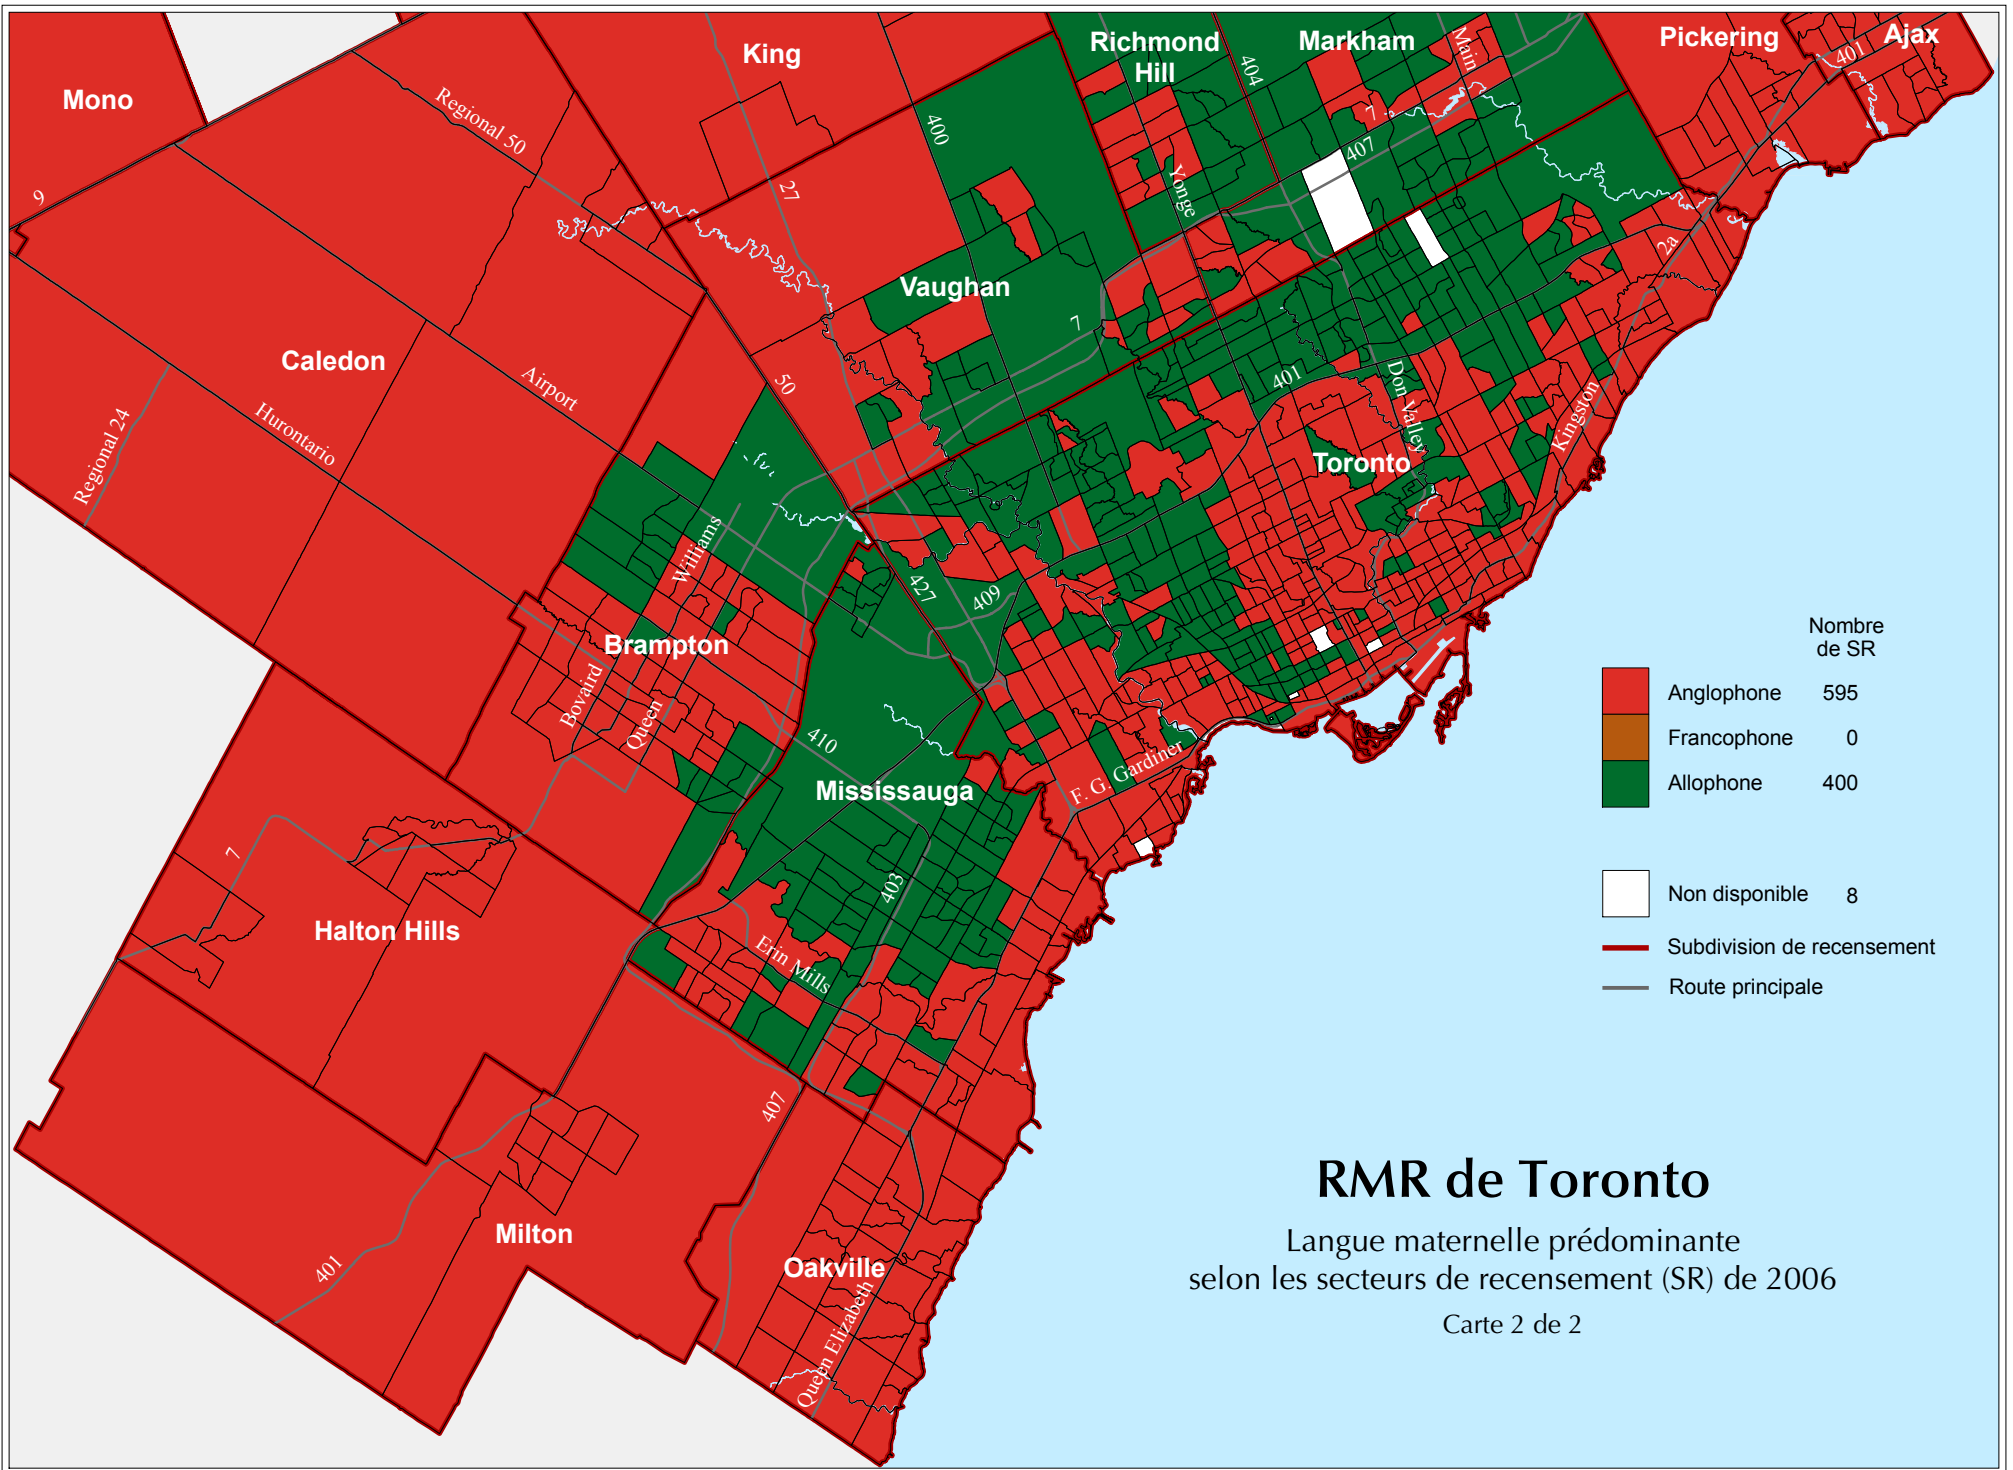 King
Richmond
Hill
Markham
Main
Pickering
Ajax
401
Mono
Regional 50
404
400
7
407
9
27
Yonge
2a
Vaughan
7
Caledon
50
Airport
401
Don Valley
Kingston
Regional 24
Hurontario
Toronto
Williams
427
409
Brampton
Bovaird
Queen
410
Mississauga
F. G. Gardiner
7
403
Halton Hills
Erin Mills
407
Milton
401
Oakville
Queen Elizabeth
Nombre
de SR
Anglophone 595
Francophone 0
Allophone 400
Non disponible 8
Subdivision de recensement
Route principale
RMR de Toronto
Langue maternelle prédominante
selon les secteurs de recensement (SR) de 2006
Carte 2 de 2